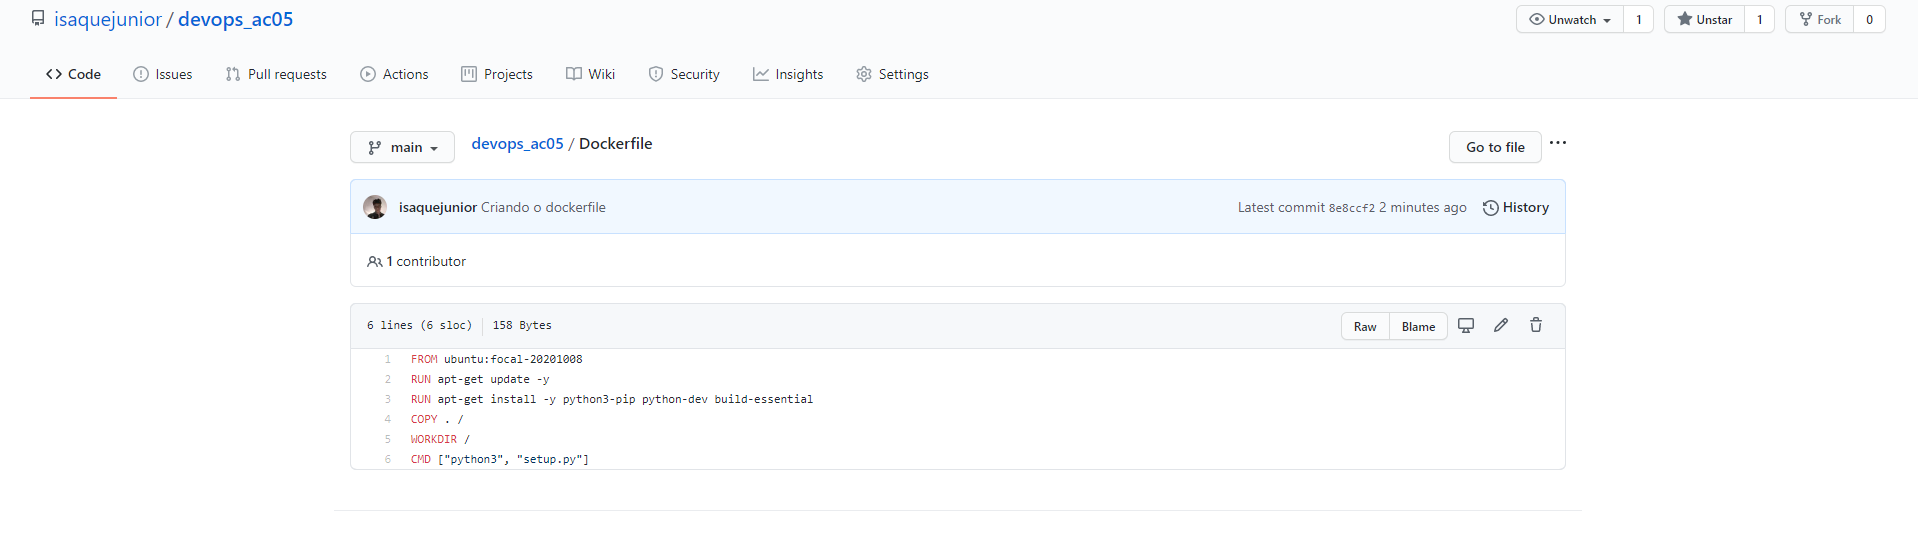 isaquejunior / devops_ac05
Unwatch 1 Unstar 1 Fork 0
Code Issues Pull requests Actions Projects Wiki Security Insights Settings
main devops_ac05 / Dockerfile Go to file ...
isaquejunior Criando o dockerfile Latest commit 8e8ccf2 2 minutes ago History
1 contributor
6 lines (6 sloc) 158 Bytes Raw Blame
1 FROM ubuntu:focal-20201008
2 RUN apt-get update -y
3 RUN apt-get install -y python3-pip python-dev build-essential
4 COPY . /
5 WORKDIR /
6 CMD ["python3", "setup.py"]